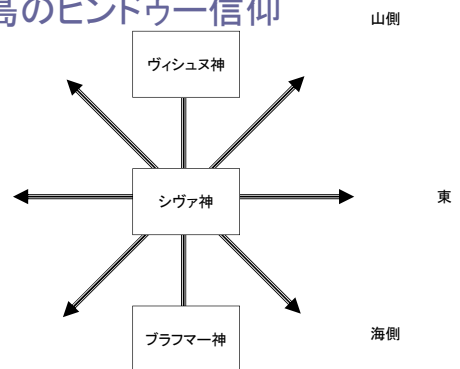 島のヒンドゥー信仰
山側
ヴィシュヌ神
シヴァ神
東
ブラフマー神
海側